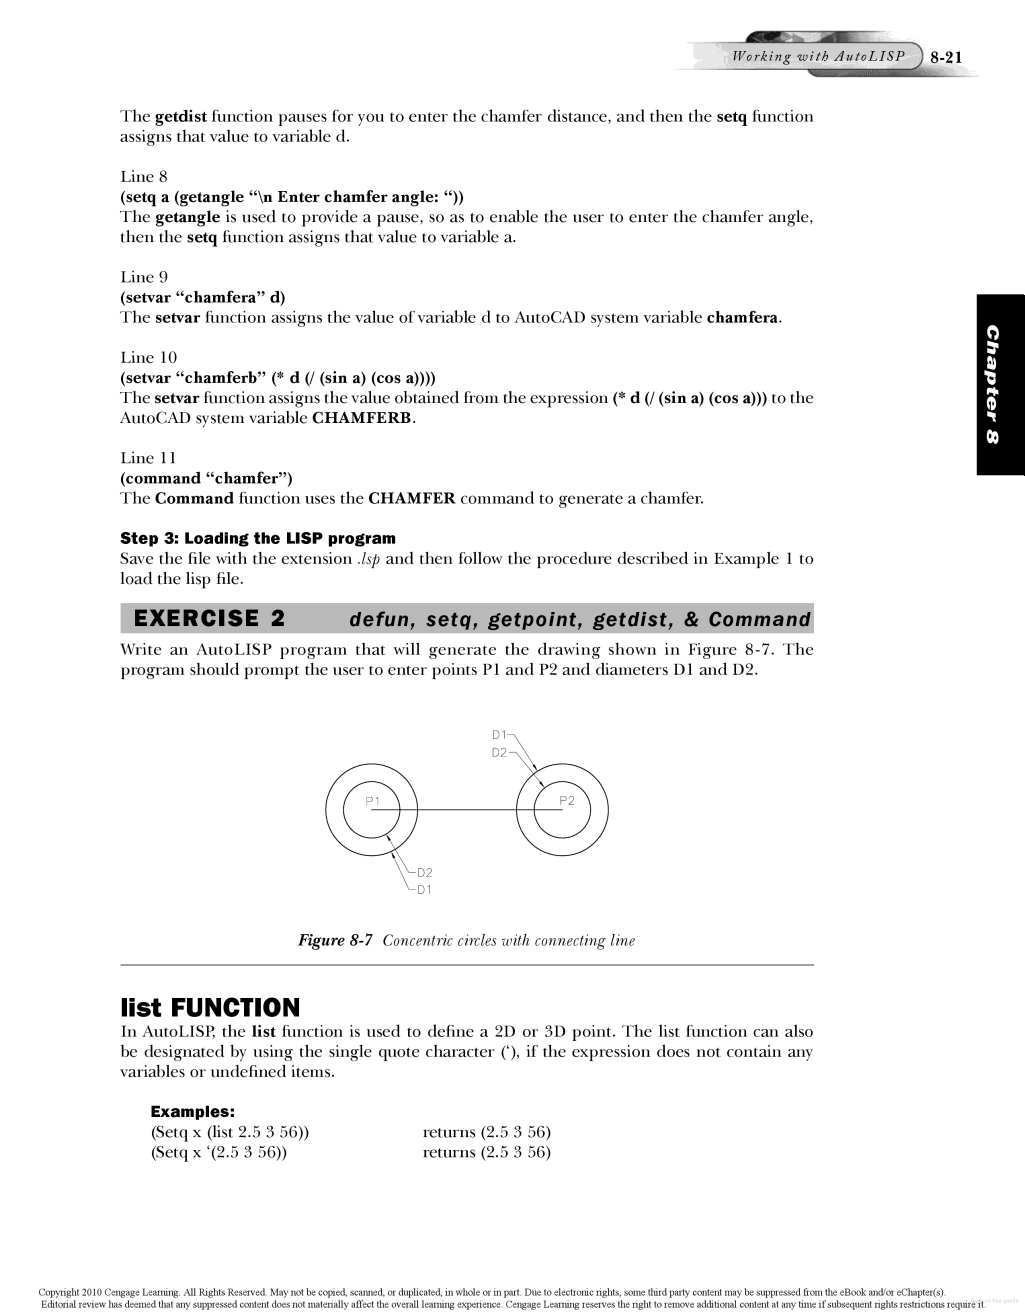 Working with AutoLISP 8-21
The getdist function pauses for you to enter the chamfer distance, and then the setq function
assigns that value to variable d.
Line 8
(setq a (getangle “\n Enter chamfer angle: “))
The getangle is used to provide a pause, so as to enable the user to enter the chamfer angle,
then the setq function assigns that value to variable a.
Line 9
(setvar “chamfera” d)
The setvar function assigns the value of variable d to AutoCAD system variable chamfera.
Line 10
(setvar “chamferb” (* d (/ (sin a) (cos a))))
The setvar function assigns the value obtained from the expression (* d (/ (sin a) (cos a))) to the
AutoCAD system variable CHAMFERB.
Line 11
(command “chamfer”)
The Command function uses the CHAMFER command to generate a chamfer.
Step 3: Loading the LISP program
Save the file with the extension .lsp and then follow the procedure described in Example 1 to
load the lisp file.
EXERCISE 2 defun, setq, getpoint, getdist, & Command
Write an AutoLISP program that will generate the drawing shown in Figure 8-7. The
program should prompt the user to enter points P1 and P2 and diameters D1 and D2.
D1
D2
P1
P2
D2
D1
Figure 8-7 Concentric circles with connecting line
list FUNCTION
In AutoLISP, the list function is used to define a 2D or 3D point. The list function can also
be designated by using the single quote character (‘), if the expression does not contain any
variables or undefined items.
Examples:
(Setq x (list 2.5 3 56)) returns (2.5 3 56)
(Setq x ‘(2.5 3 56)) returns (2.5 3 56)
Chapter 8
Copyright 2010 Cengage Learning. All Rights Reserved. May not be copied, scanned, or duplicated, in whole or in part. Due to electronic rights, some third party content may be suppressed from the eBook and/or eChapter(s).
Editorial review has deemed that any suppressed content does not materially affect the overall learning experience. Cengage Learning reserves the right to remove additional content at any time if subsequent rights restrictions require it.